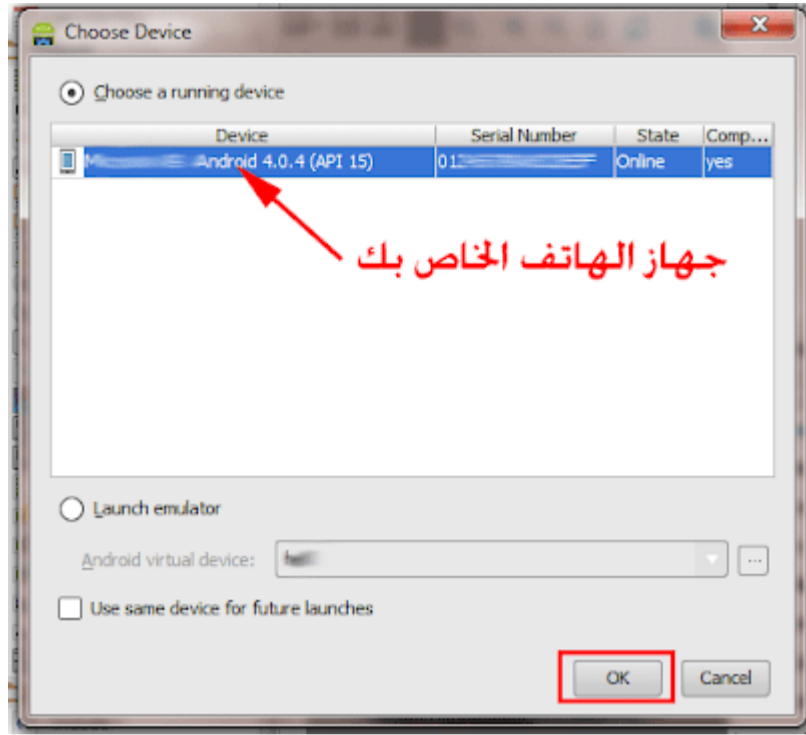 Choose Device
Choose a running device
Device Serial Number State Comp...
Android 4.0.4 (API 15) Online yes
جهاز الهاتف الخاص بك
Launch emulator
Android virtual device: ...
Use same device for future launches
OK Cancel